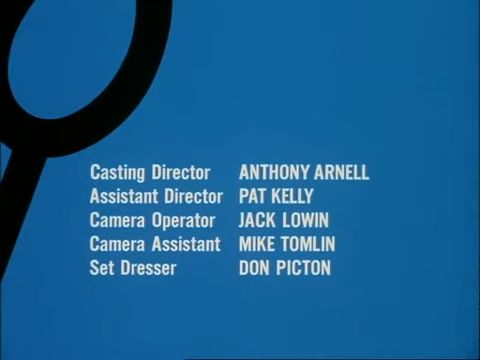 Casting Director ANTHONY ARNELL
Assistant Director PAT KELLY
Camera Operator JACK LOWIN
Camera Assistant MIKE TOMLIN
Set Dresser DON PICTON